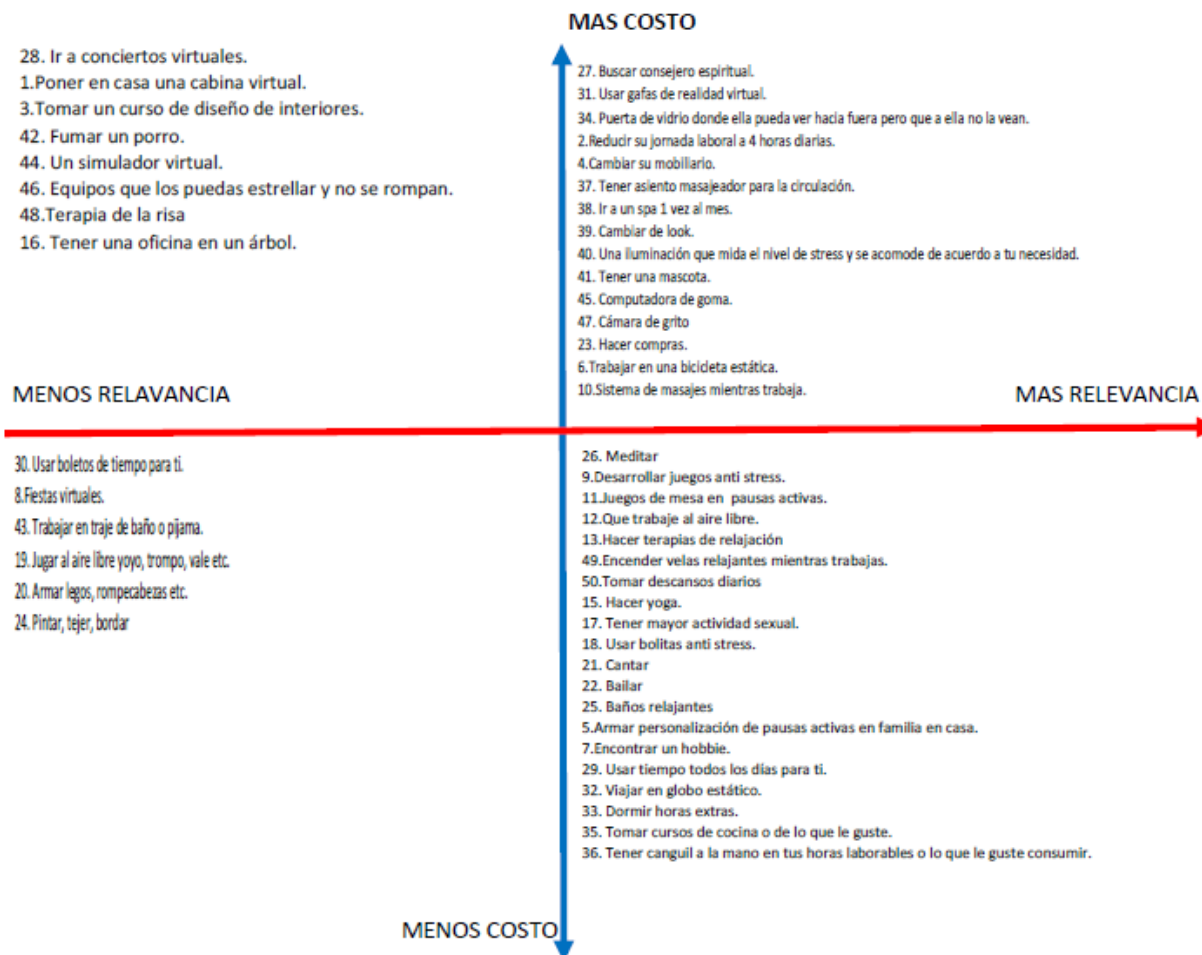 MAS COSTO
28. Ir a conciertos virtuales.
1.Poner en casa una cabina virtual.
3.Tomar un curso de diseño de interiores.
42. Fumar un porro.
44. Un simulador virtual.
46. Equipos que los puedas estrellar y no se rompan.
48.Terapia de la risa
16. Tener una oficina en un árbol.
27. Buscar consejero espiritual.
31. Usar gafas de realidad virtual.
34. Puerta de vidrio donde ella pueda ver hacia fuera pero que a ella no la vean.
2.Reducir su jornada laboral a 4 horas diarias.
4.Cambiar su mobiliario.
37. Tener asiento masajeador para la circulación.
38. Ir a un spa 1 vez al mes.
39. Cambiar de look.
40. Una iluminación que mida el nivel de stress y se acomode de acuerdo a tu necesidad.
41. Tener una mascota.
45. Computadora de goma.
47. Cámara de grito
23. Hacer compras.
6.Trabajar en una bicicleta estática.
10.Sistema de masajes mientras trabaja.
MENOS RELAVANCIA
MAS RELEVANCIA
30. Usar boletos de tiempo para ti.
8.Fiestas virtuales.
43. Trabajar en traje de baño o pijama.
19. Jugar al aire libre yoyo, trompo, vale etc.
20. Armar legos, rompecabezas etc.
24. Pintar, tejer, bordar
26. Meditar
9.Desarrollar juegos anti stress.
11.Juegos de mesa en pausas activas.
12.Que trabaje al aire libre.
13.Hacer terapias de relajación
49.Encender velas relajantes mientras trabajas.
50.Tomar descansos diarios
15. Hacer yoga.
17. Tener mayor actividad sexual.
18. Usar bolitas anti stress.
21. Cantar
22. Bailar
25. Baños relajantes
5.Armar personalización de pausas activas en familia en casa.
7.Encontrar un hobbie.
29. Usar tiempo todos los días para ti.
32. Viajar en globo estático.
33. Dormir horas extras.
35. Tomar cursos de cocina o de lo que le guste.
36. Tener canguil a la mano en tus horas laborables o lo que le guste consumir.
MENOS COSTO